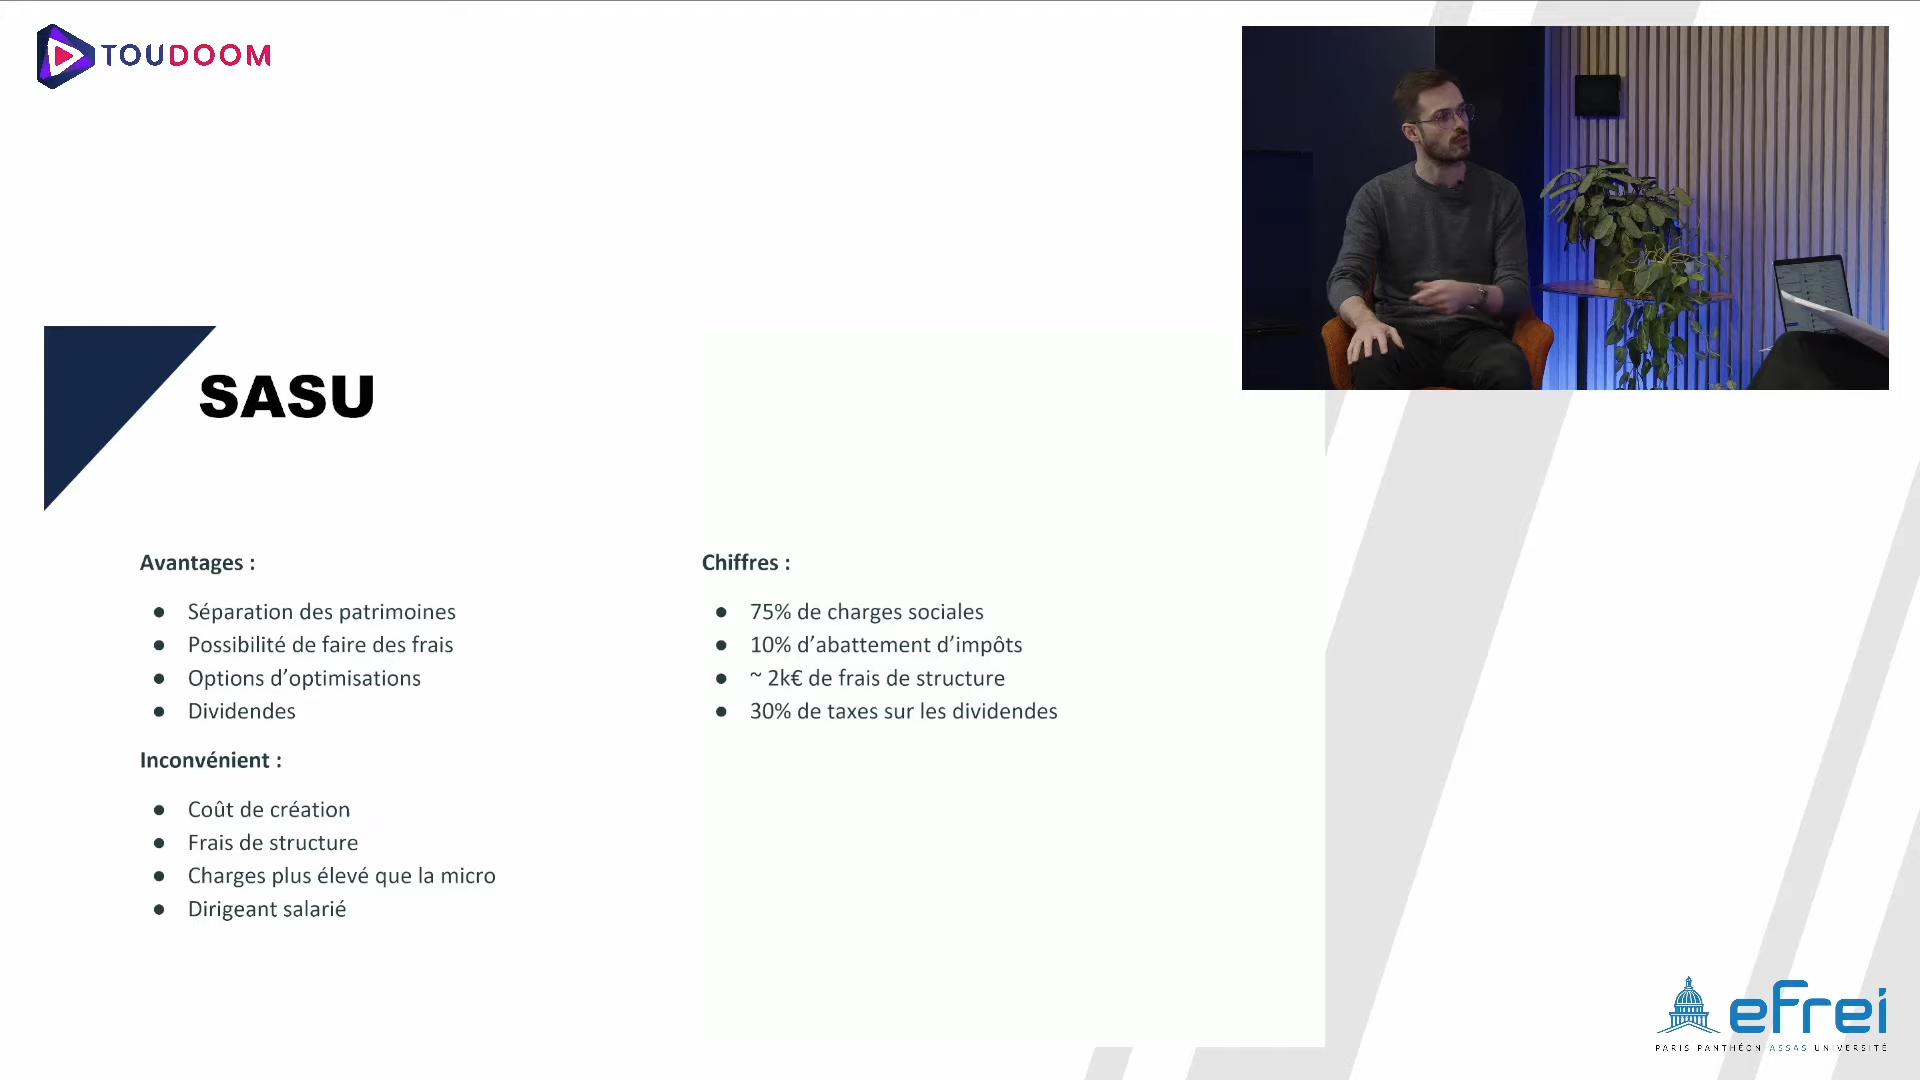 TOUDOOM
SASU
Avantages :
● Séparation des patrimoines
● Possibilité de faire des frais
● Options d’optimisations
● Dividendes
Inconvénient :
● Coût de création
● Frais de structure
● Charges plus élevé que la micro
● Dirigeant salarié
Chiffres :
● 75% de charges sociales
● 10% d’abattement d’impôts
● ~ 2k€ de frais de structure
● 30% de taxes sur les dividendes
efrei
PARIS PANTHÉON ASSAS UNIVERSITÉ